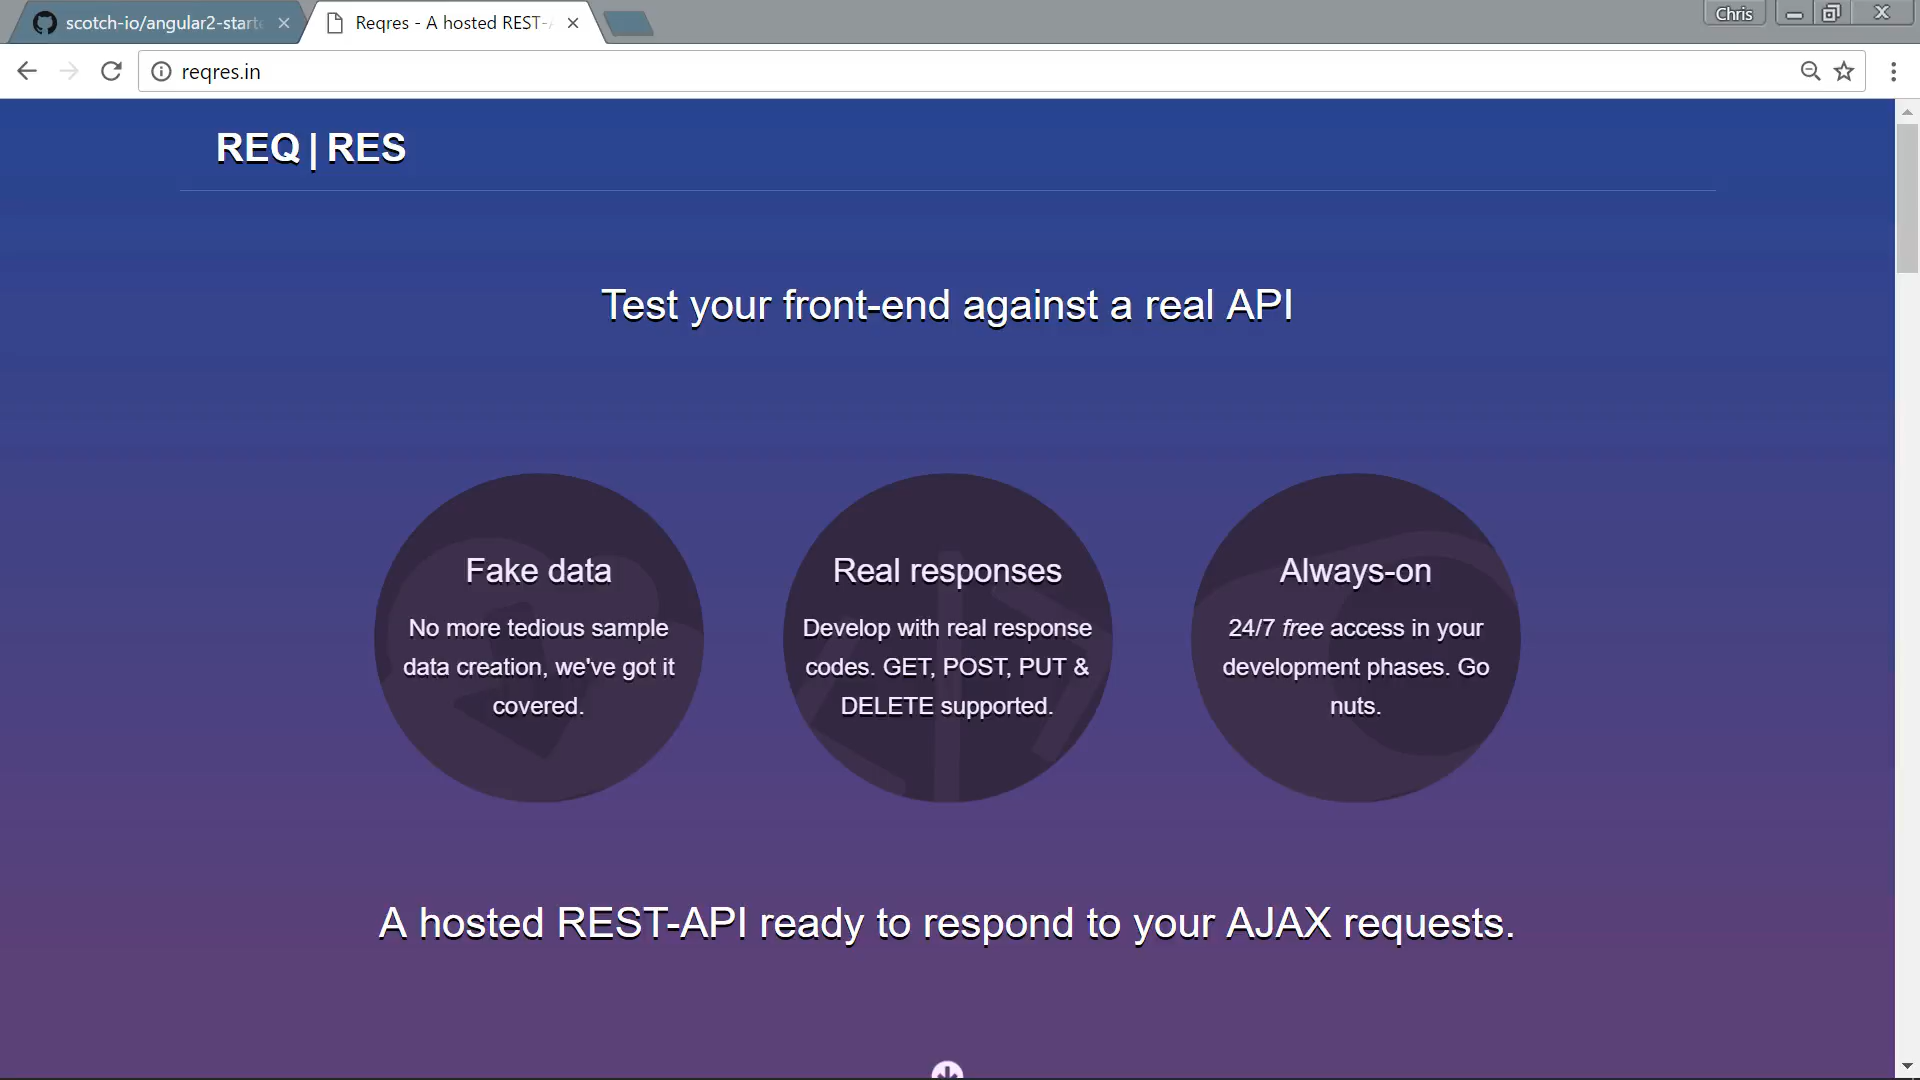 scotch-io/angular2-starte
Reqres - A hosted REST-A
Chris
reqres.in
REQ | RES
Test your front-end against a real API
Fake data
No more tedious sample
data creation, we've got it
covered.
Real responses
Develop with real response
codes. GET, POST, PUT &
DELETE supported.
Always-on
24/7 free access in your
development phases. Go
nuts.
A hosted REST-API ready to respond to your AJAX requests.